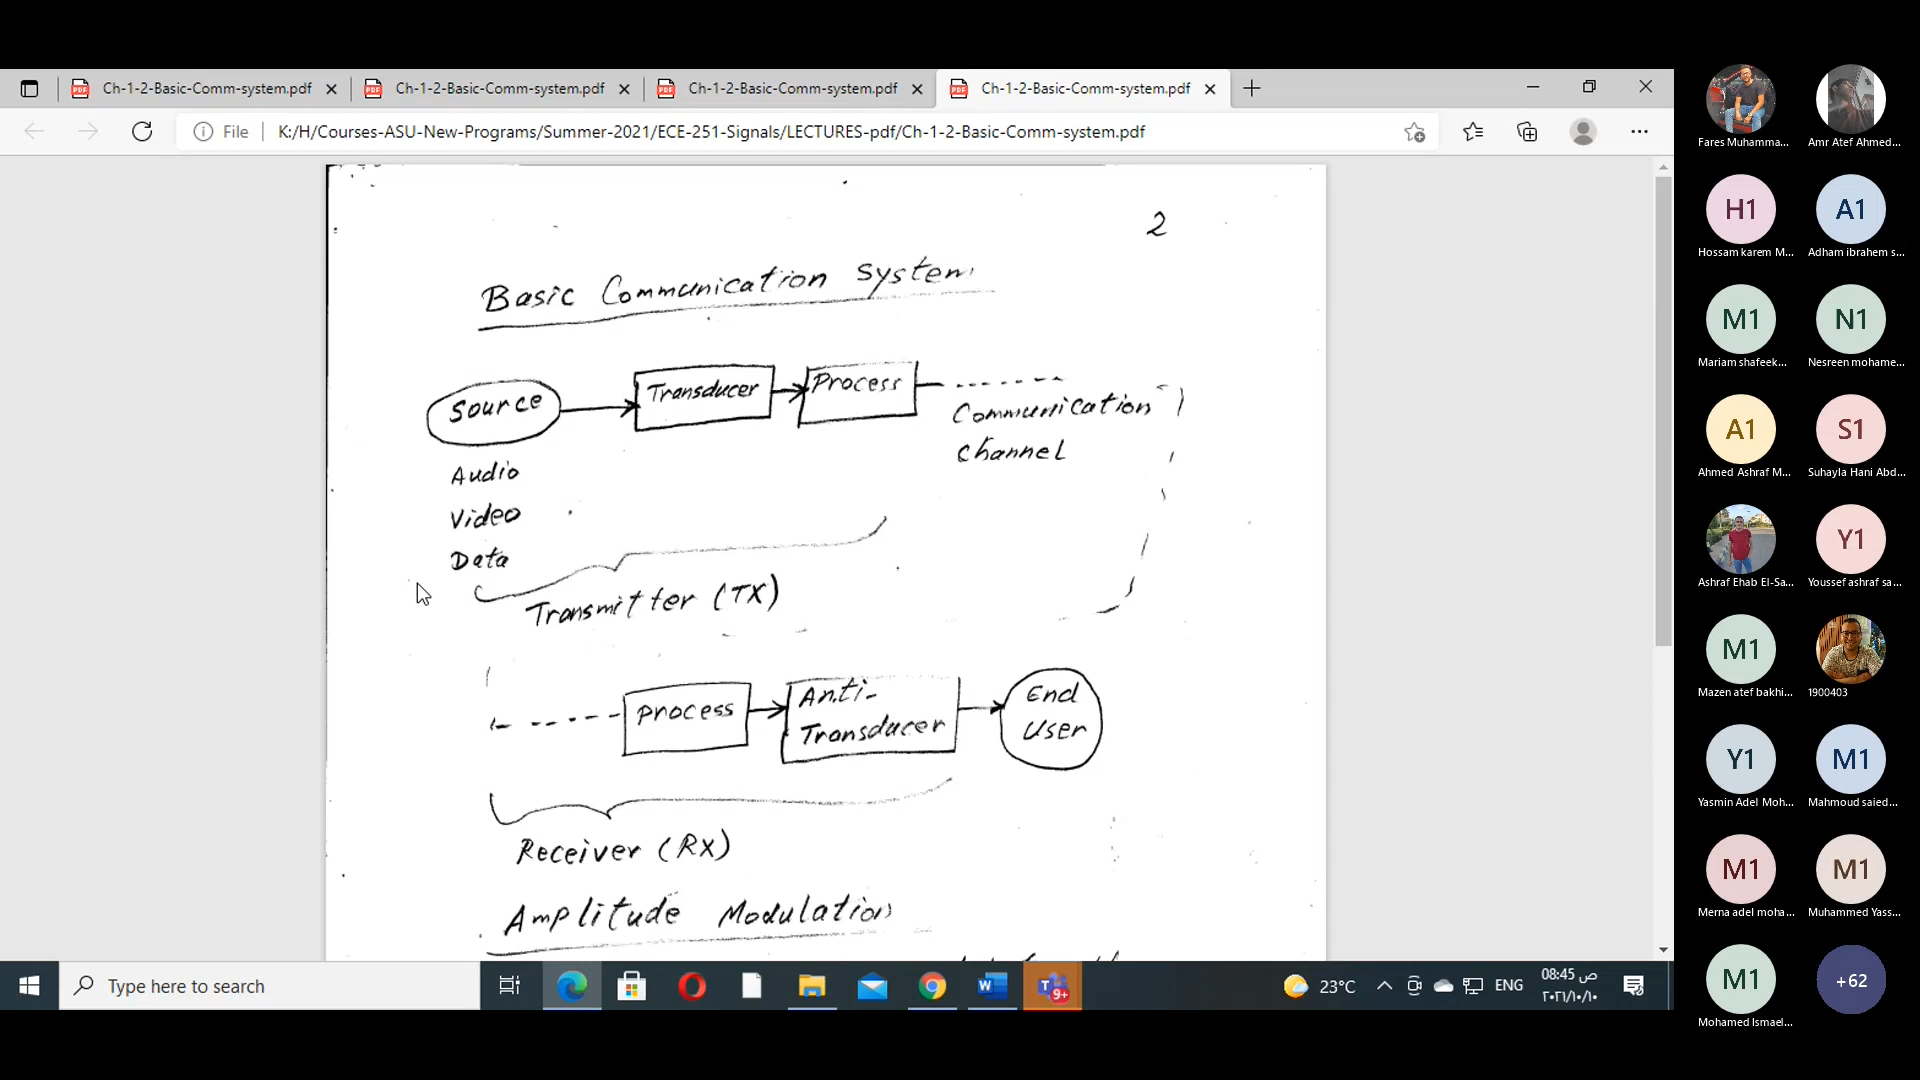 Ch-1-2-Basic-Comm-system.pdf
Ch-1-2-Basic-Comm-system.pdf
Ch-1-2-Basic-Comm-system.pdf
Ch-1-2-Basic-Comm-system.pdf
File
K:/H/Courses-ASU-New-Programs/Summer-2021/ECE-251-Signals/LECTURES-pdf/Ch-1-2-Basic-Comm-system.pdf
2
Basic Communication System
Source
Transducer
Process
Communication
Channel
Audio
Video
Data
Transmitter (TX)
Process
Anti-
Transducer
End
User
Receiver (RX)
Amplitude Modulation
Type here to search
W
T
9+
23°C
ENG
08:45 ص
٢٠٢١/١٠/١٠
Fares Muhamma...
Amr Atef Ahmed...
H1
Hossam karem M...
A1
Adham ibrahem s...
M1
Mariam shafeek...
N1
Nesreen mohame...
A1
Ahmed Ashraf M...
S1
Suhayla Hani Abd...
Ashraf Ehab El-Sa...
Y1
Youssef ashraf sa...
M1
Mazen atef bakhi...
1900403
Y1
Yasmin Adel Moh...
M1
Mahmoud saied...
M1
Merna adel moha...
M1
Muhammed Yass...
M1
Mohamed Ismael...
+62